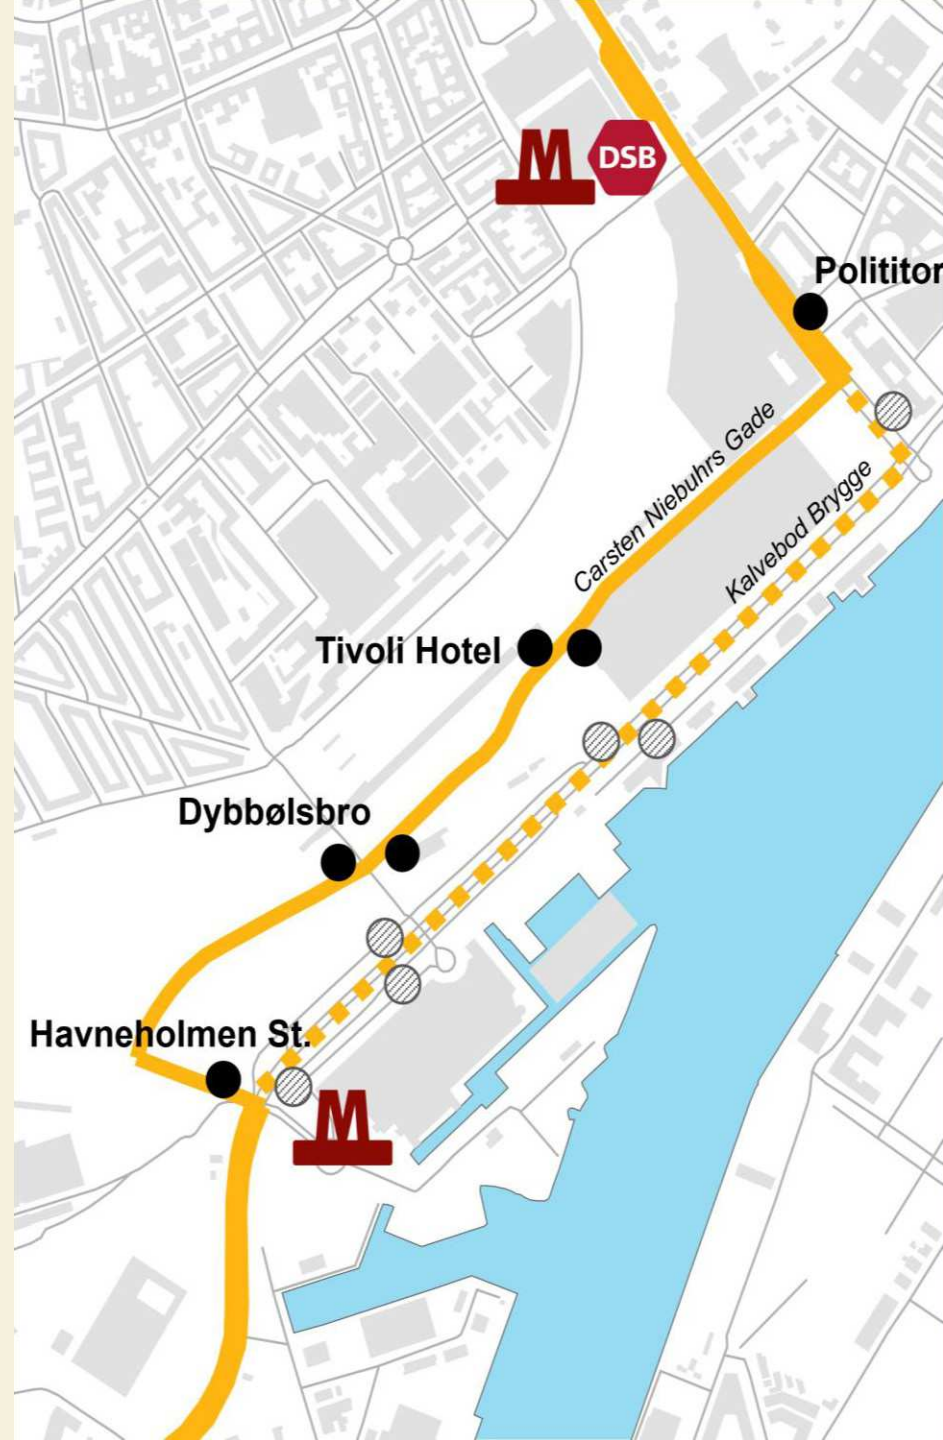 M
DSB
Polititor
Carsten Niebuhrs Gade
Kalvebod Brygge
Tivoli Hotel
Dybbølsbro
Havneholmen St.
M